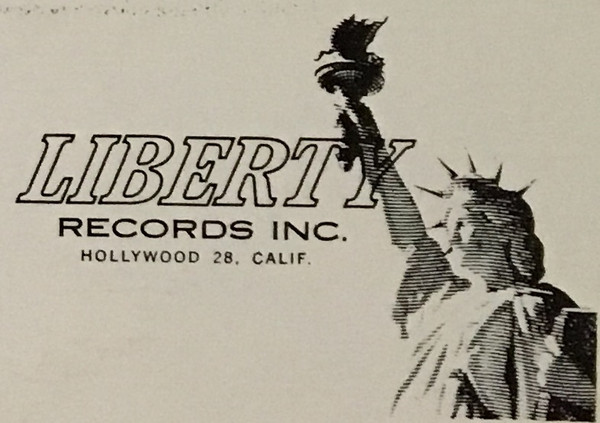 LIBERTY
RECORDS INC.
HOLLYWOOD 28, CALIF.